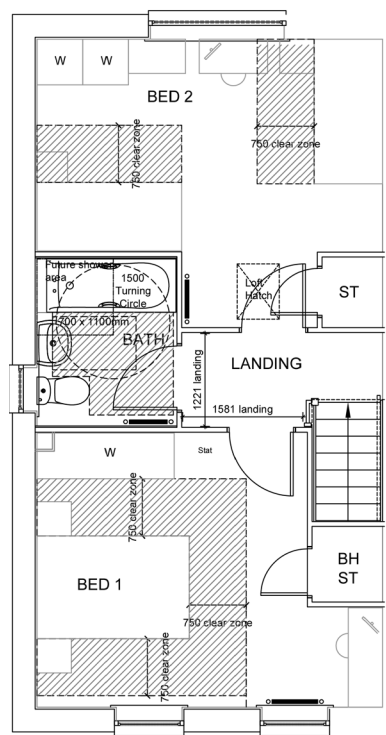 W
W
BED 2
750 clear zone
750 clear zone
Future shower
area
1500
Turning
Circle
700 x 1100mm
BATH
Loft
Hatch
ST
LANDING
1221 landing
1581 landing
W
Stat
750 clear zone
BED 1
BH
ST
750 clear zone
750 clear zone